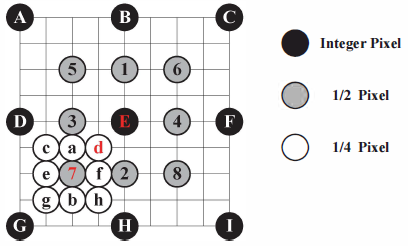 A B C
5 1 6
Integer Pixel
1/2 Pixel
D 3 E 4 F
c a d
1/4 Pixel
e 7 f 2 8
g b h
G H I